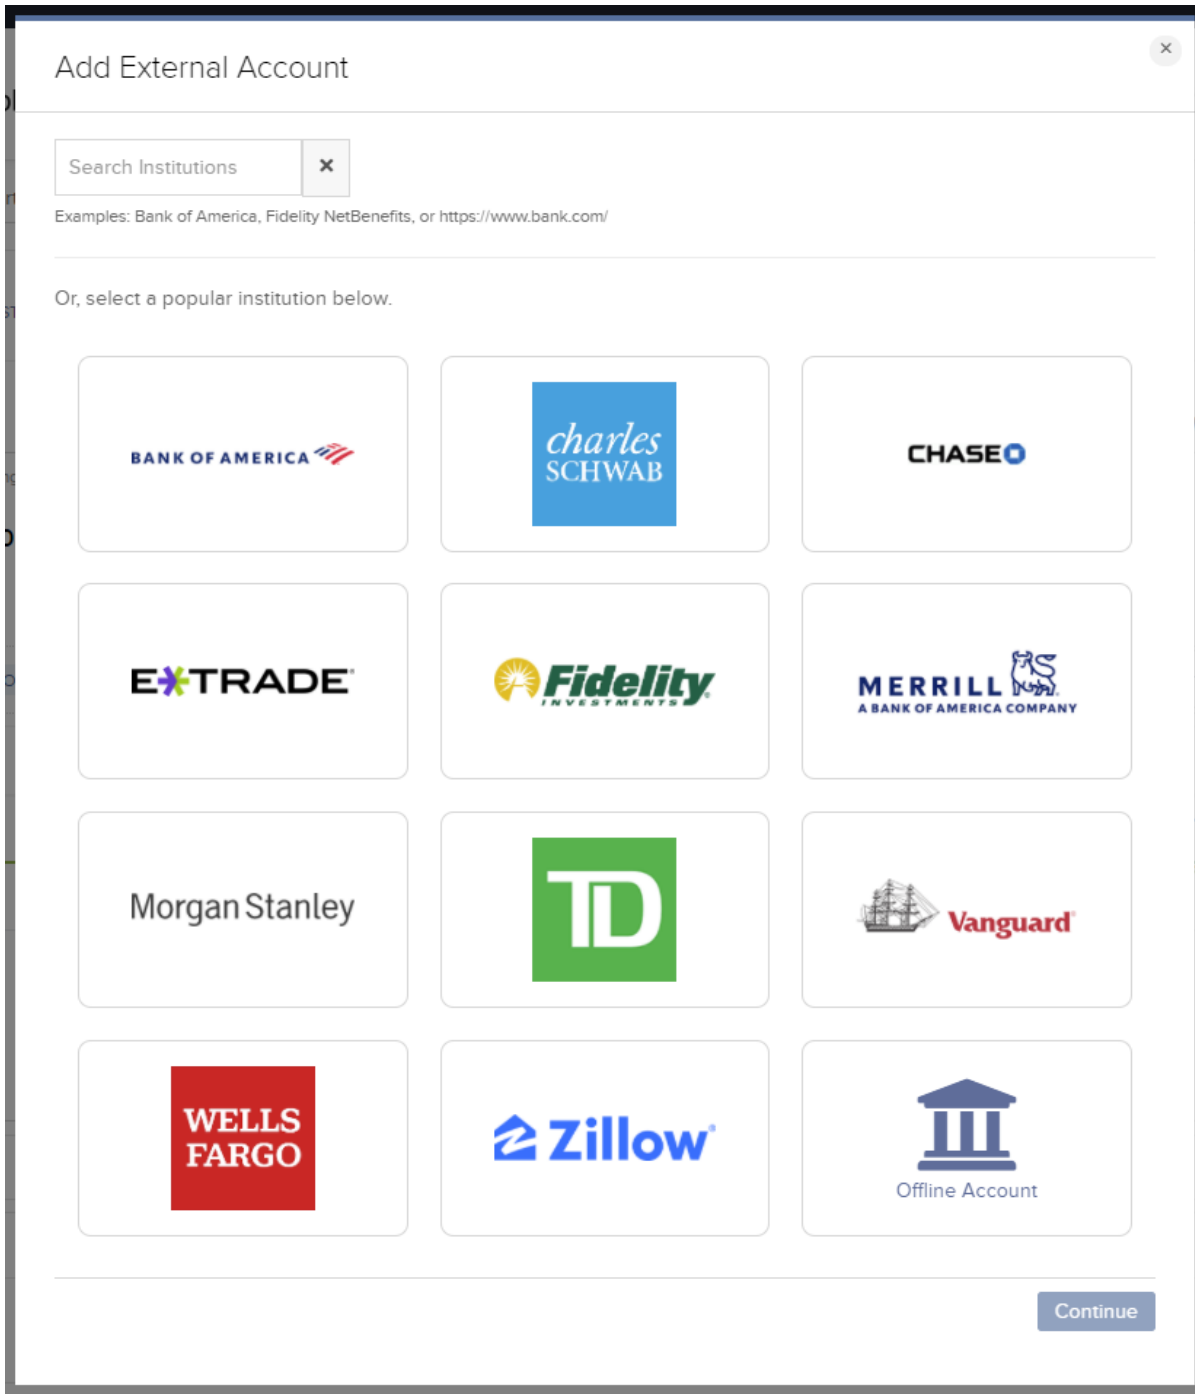 Add External Account
×
Search Institutions ×
Examples: Bank of America, Fidelity NetBenefits, or https://www.bank.com/
Or, select a popular institution below.
BANK OF AMERICA
charles
SCHWAB
CHASE
E*TRADE
Fidelity
INVESTMENTS
MERRILL
A BANK OF AMERICA COMPANY
Morgan Stanley
TD
Vanguard
WELLS
FARGO
Zillow
Offline Account
Continue